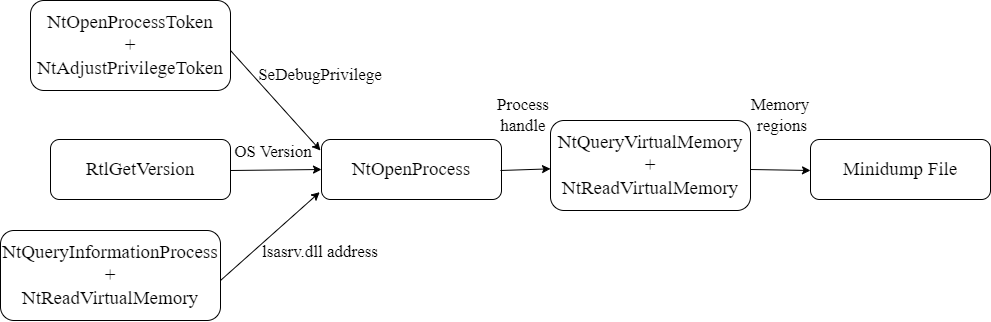 NtOpenProcessToken
+
NtAdjustPrivilegeToken
SeDebugPrivilege
RtlGetVersion
OS Version
NtQueryInformationProcess
+
NtReadVirtualMemory
lsasrv.dll address
NtOpenProcess
Process
handle
NtQueryVirtualMemory
+
NtReadVirtualMemory
Memory
regions
Minidump File